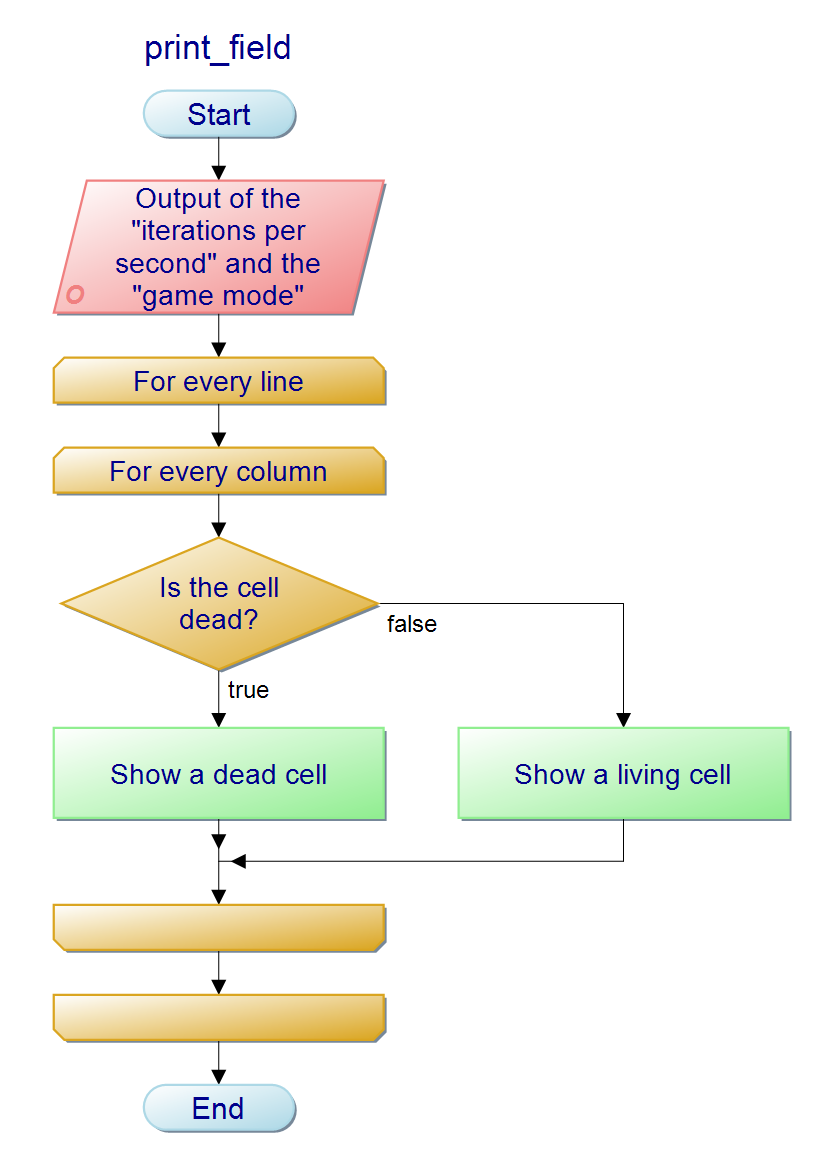 print_field
Start
Output of the
"iterations per
second" and the
"game mode"
For every line
For every column
Is the cell
dead?
false
true
Show a dead cell
Show a living cell
End